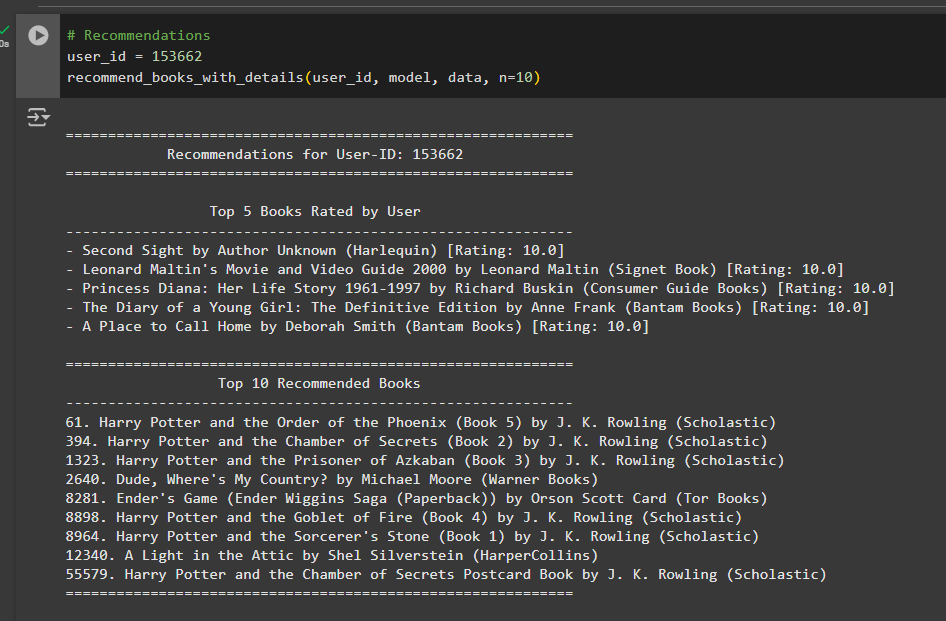 0s
# Recommendations
user_id = 153662
recommend_books_with_details(user_id, model, data, n=10)
============================================================
Recommendations for User-ID: 153662
============================================================
Top 5 Books Rated by User
------------------------------------------------------------
- Second Sight by Author Unknown (Harlequin) [Rating: 10.0]
- Leonard Maltin's Movie and Video Guide 2000 by Leonard Maltin (Signet Book) [Rating: 10.0]
- Princess Diana: Her Life Story 1961-1997 by Richard Buskin (Consumer Guide Books) [Rating: 10.0]
- The Diary of a Young Girl: The Definitive Edition by Anne Frank (Bantam Books) [Rating: 10.0]
- A Place to Call Home by Deborah Smith (Bantam Books) [Rating: 10.0]
============================================================
Top 10 Recommended Books
------------------------------------------------------------
61. Harry Potter and the Order of the Phoenix (Book 5) by J. K. Rowling (Scholastic)
394. Harry Potter and the Chamber of Secrets (Book 2) by J. K. Rowling (Scholastic)
1323. Harry Potter and the Prisoner of Azkaban (Book 3) by J. K. Rowling (Scholastic)
2640. Dude, Where's My Country? by Michael Moore (Warner Books)
8281. Ender's Game (Ender Wiggins Saga (Paperback)) by Orson Scott Card (Tor Books)
8898. Harry Potter and the Goblet of Fire (Book 4) by J. K. Rowling (Scholastic)
8964. Harry Potter and the Sorcerer's Stone (Book 1) by J. K. Rowling (Scholastic)
12340. A Light in the Attic by Shel Silverstein (HarperCollins)
55579. Harry Potter and the Chamber of Secrets Postcard Book by J. K. Rowling (Scholastic)
============================================================